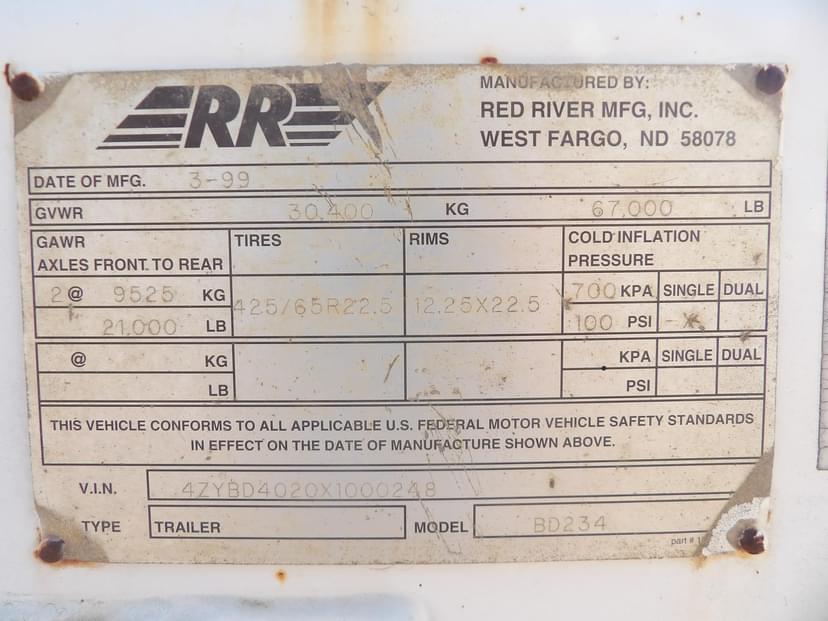 RR
MANUFACTURED BY:
RED RIVER MFG, INC.
WEST FARGO, ND 58078
DATE OF MFG. 3-99
GVWR 30,400 KG 67,000 LB
GAWR TIRES RIMS COLD INFLATION
AXLES FRONT TO REAR PRESSURE
2 @ 9525 KG 425/65R22.5 12.25X22.5 700 KPA SINGLE DUAL
21,000 LB 100 PSI -X-
@ KG KPA SINGLE DUAL
LB PSI
THIS VEHICLE CONFORMS TO ALL APPLICABLE U.S. FEDERAL MOTOR VEHICLE SAFETY STANDARDS
IN EFFECT ON THE DATE OF MANUFACTURE SHOWN ABOVE.
V.I.N. 4ZYBD4020X1000248
TYPE TRAILER MODEL BD234
part #